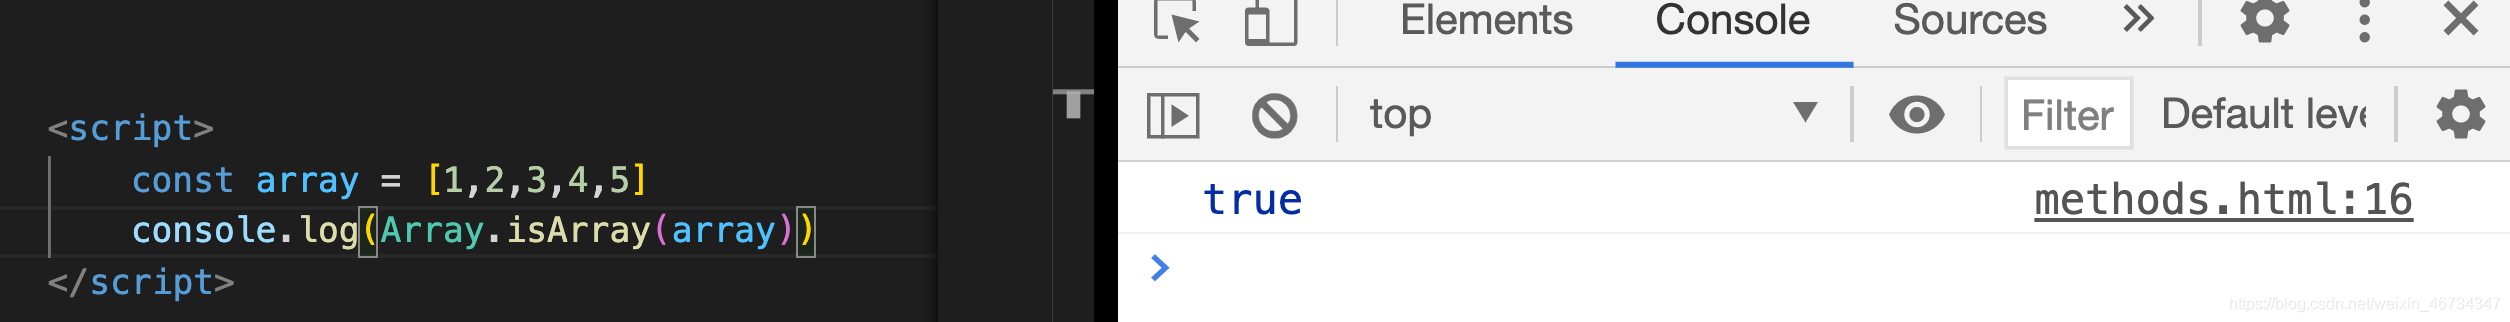 <script>
const array = [1,2,3,4,5]
console.log(Array.isArray(array))
</script>
Elements Console Sources
top Filter Default leve
true methods.html:16
https://blog.csdn.net/weixin_46734347